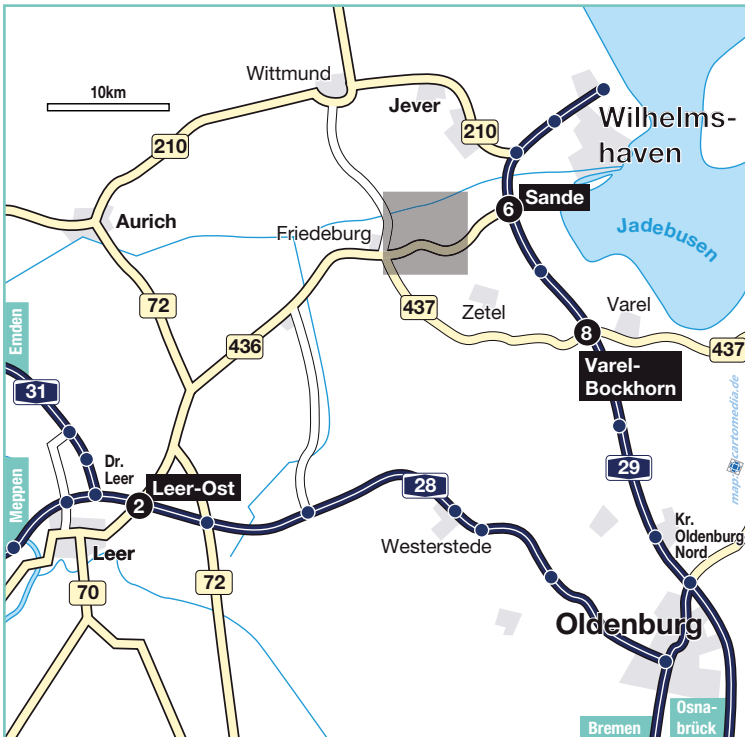 Wittmund
10km
Jever
Wilhelms-
haven
210
210
Sande
6
Aurich
Friedeburg
Jadebusen
72
437
Zetel
Varel
Emden
436
8
437
31
Varel-
Bockhorn
map:cartomedia.de
Dr.
Leer
Meppen
Leer-Ost
2
28
29
Kr.
Oldenburg
Nord
Westerstede
Leer
72
70
Oldenburg
Osna-
brück
Bremen